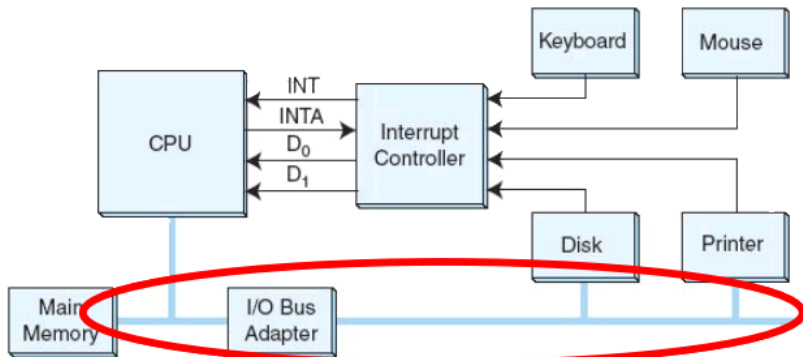 Keyboard
Mouse
INT
INTA
CPU
D0
D1
Interrupt
Controller
Disk
Printer
Main
Memory
I/O Bus
Adapter